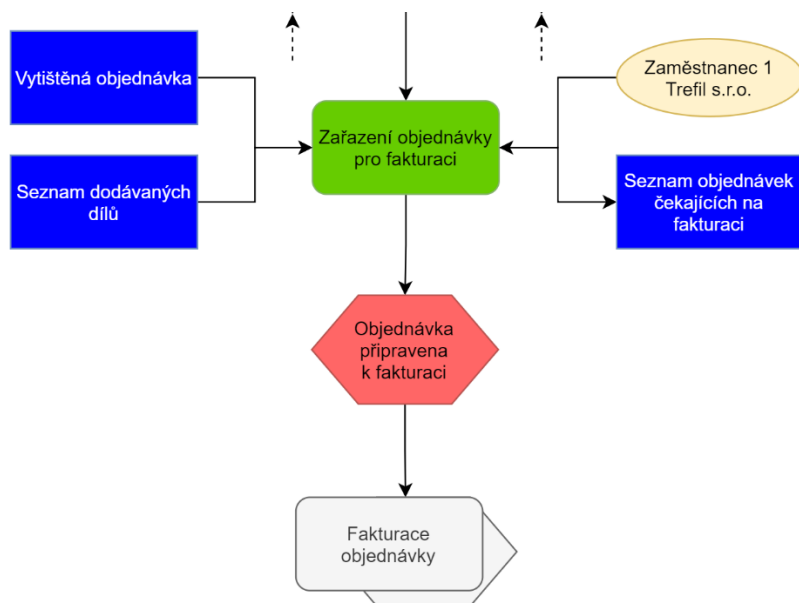 Vytištěná objednávka
Zařazení objednávky
pro fakturaci
Zaměstnanec 1
Trefil s.r.o.
Seznam dodávaných
dílů
Seznam objednávek
čekajících na
fakturaci
Objednávka
připravena
k fakturaci
Fakturace
objednávky